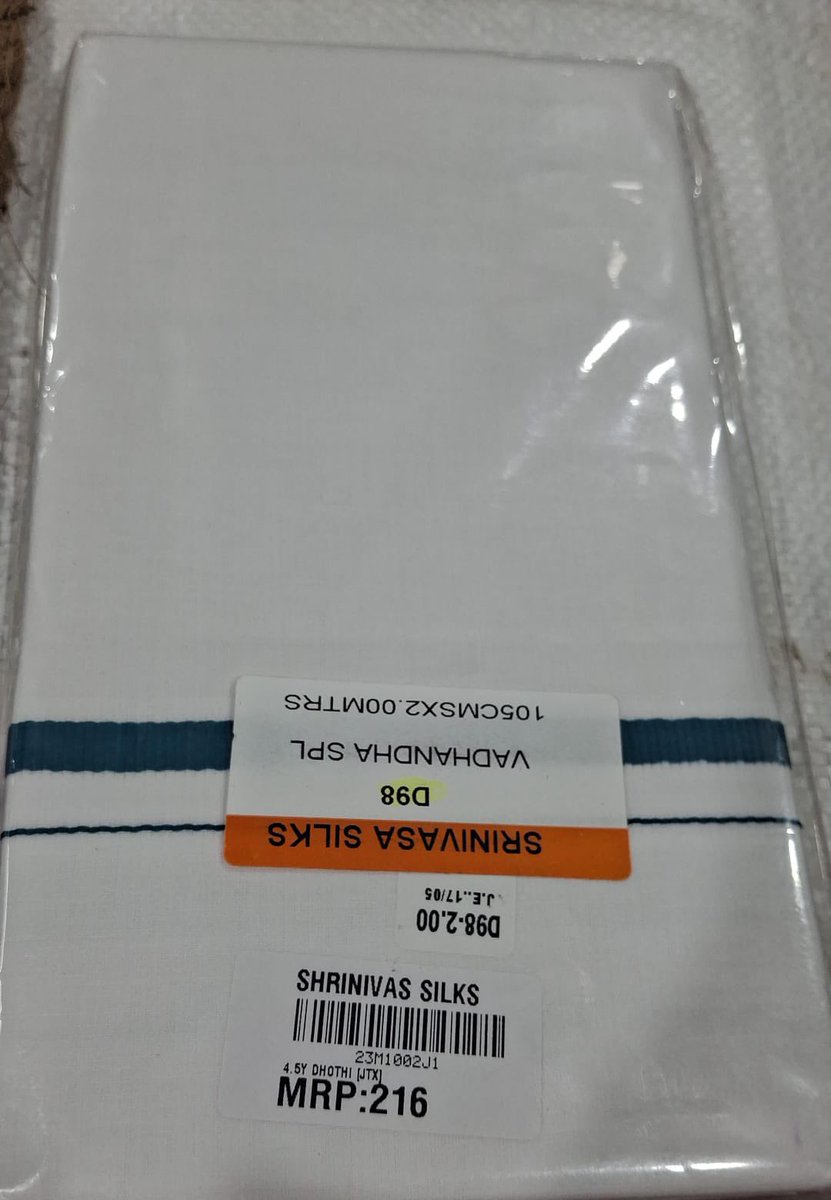 SRINIVASA SILKS
D98
VADHANDHA SPL
105CMSX2.00MTRS
D98-2.00
J.E..17/05
SHRINIVAS SILKS
23M1002J1
4.5Y DHOTHI [JTX]
MRP:216